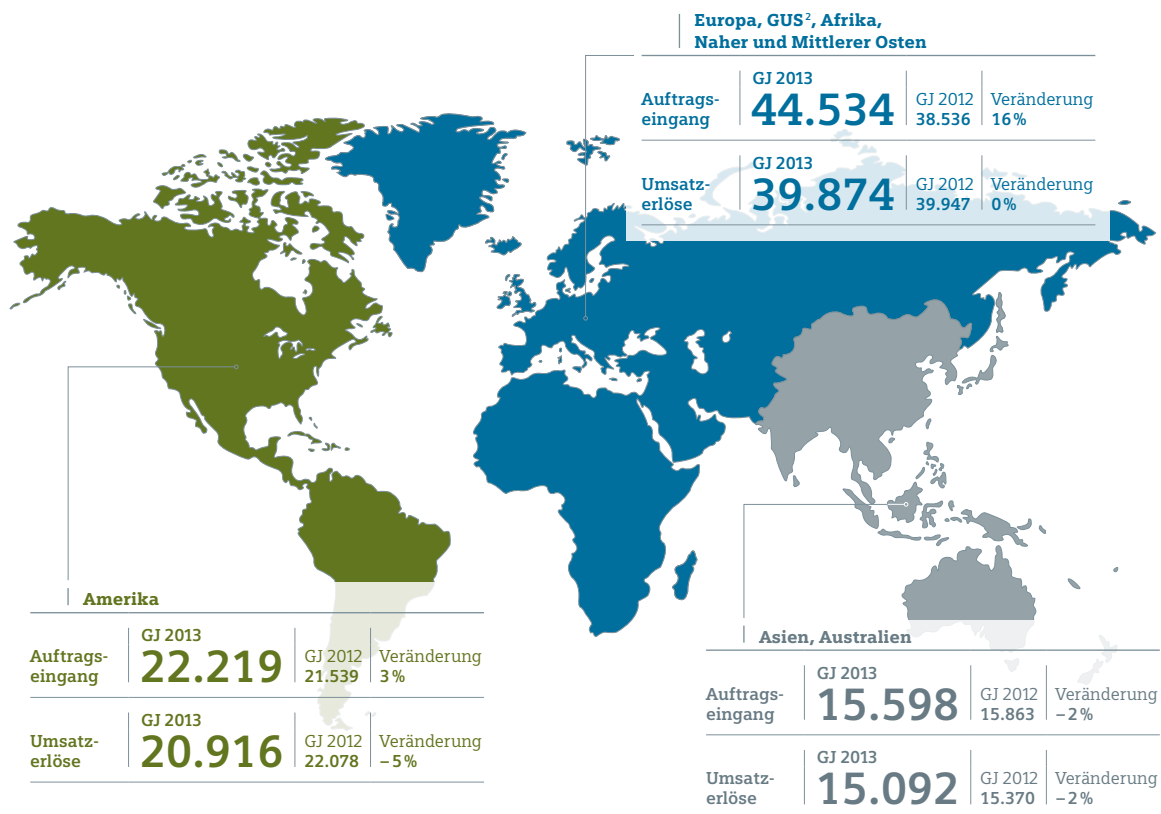 Europa, GUS², Afrika,
Naher und Mittlerer Osten
Auftrags-
eingang
GJ 2013
44.534
GJ 2012
38.536
Veränderung
16 %
Umsatz-
erlöse
GJ 2013
39.874
GJ 2012
39.947
Veränderung
0 %
Amerika
Auftrags-
eingang
GJ 2013
22.219
GJ 2012
21.539
Veränderung
3 %
Umsatz-
erlöse
GJ 2013
20.916
GJ 2012
22.078
Veränderung
– 5 %
Asien, Australien
Auftrags-
eingang
GJ 2013
15.598
GJ 2012
15.863
Veränderung
– 2 %
Umsatz-
erlöse
GJ 2013
15.092
GJ 2012
15.370
Veränderung
– 2 %